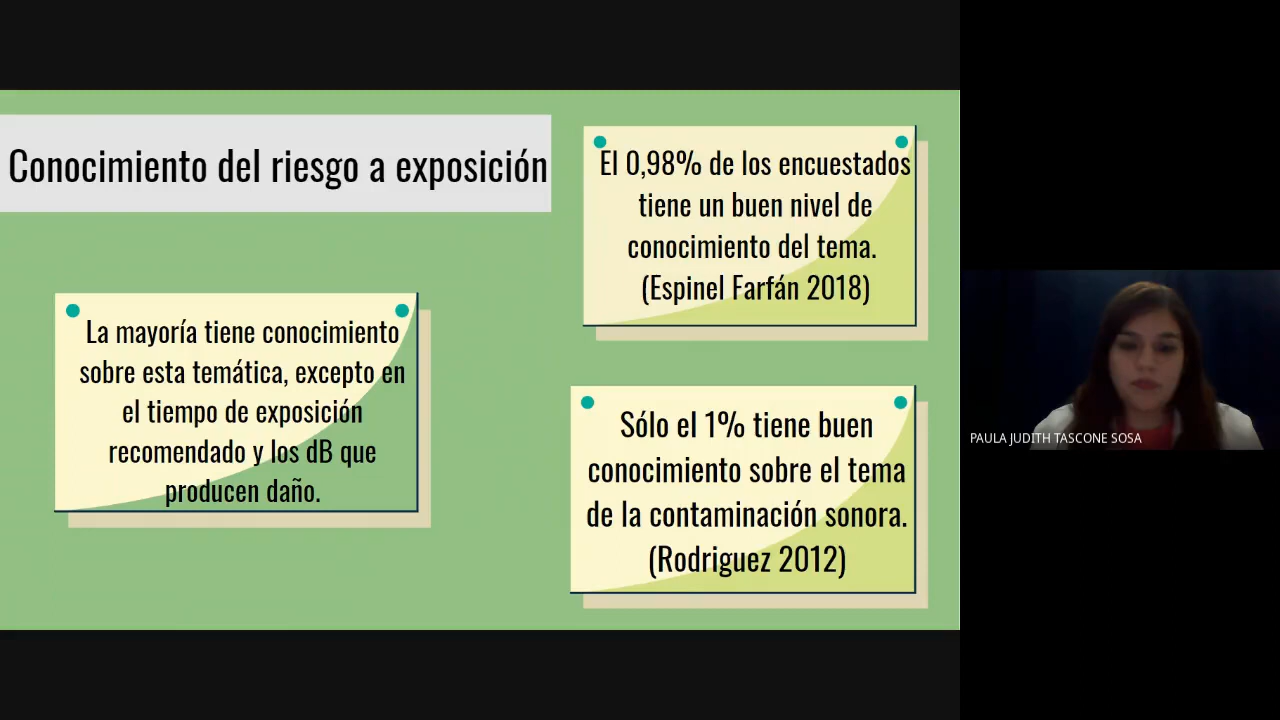 Conocimiento del riesgo a exposición
La mayoría tiene conocimiento
sobre esta temática, excepto en
el tiempo de exposición
recomendado y los dB que
producen daño.
El 0,98% de los encuestados
tiene un buen nivel de
conocimiento del tema.
(Espinel Farfán 2018)
Sólo el 1% tiene buen
conocimiento sobre el tema
de la contaminación sonora.
(Rodriguez 2012)
PAULA JUDITH TASCONE SOSA